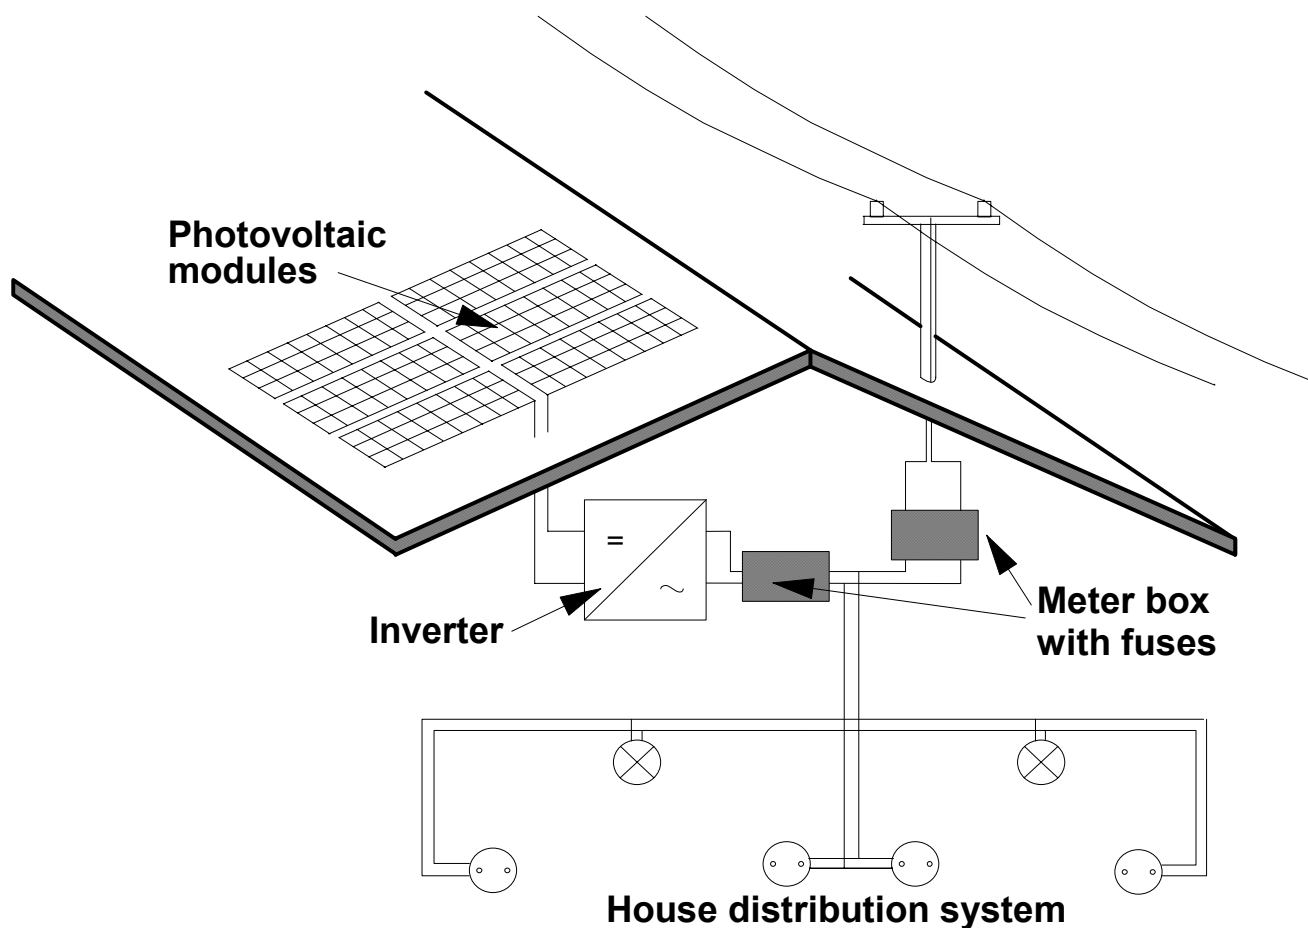 Photovoltaic
modules
=
~
Inverter
Meter box
with fuses
House distribution system